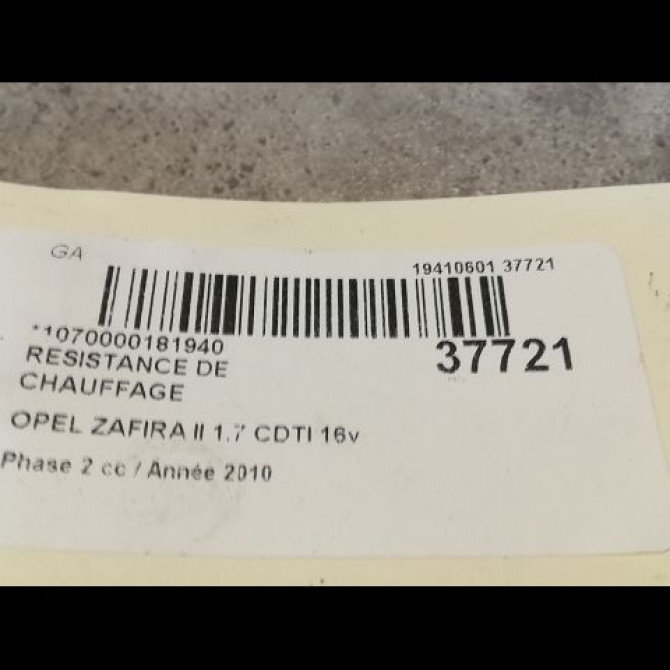 GA
19410601 37721
*1070000181940
37721
RESISTANCE DE
CHAUFFAGE
OPEL ZAFIRA II 1.7 CDTI 16v
Phase 2 cc / Année 2010